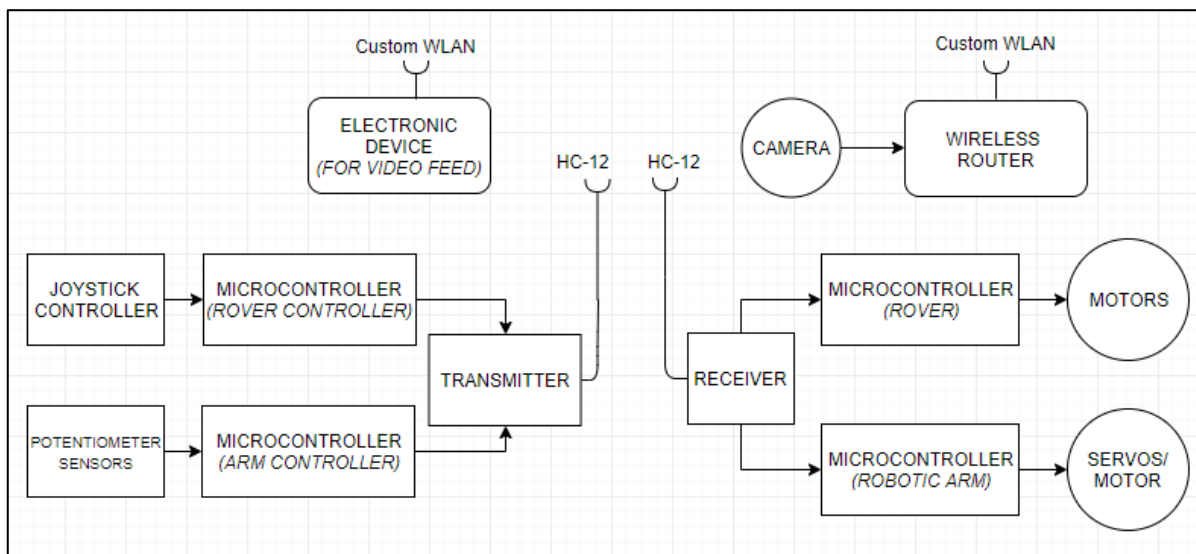 Custom WLAN
ELECTRONIC
DEVICE
(FOR VIDEO FEED)
Custom WLAN
CAMERA
WIRELESS
ROUTER
HC-12
HC-12
JOYSTICK
CONTROLLER
MICROCONTROLLER
(ROVER CONTROLLER)
TRANSMITTER
POTENTIOMETER
SENSORS
MICROCONTROLLER
(ARM CONTROLLER)
RECEIVER
MICROCONTROLLER
(ROVER)
MOTORS
MICROCONTROLLER
(ROBOTIC ARM)
SERVOS/
MOTOR